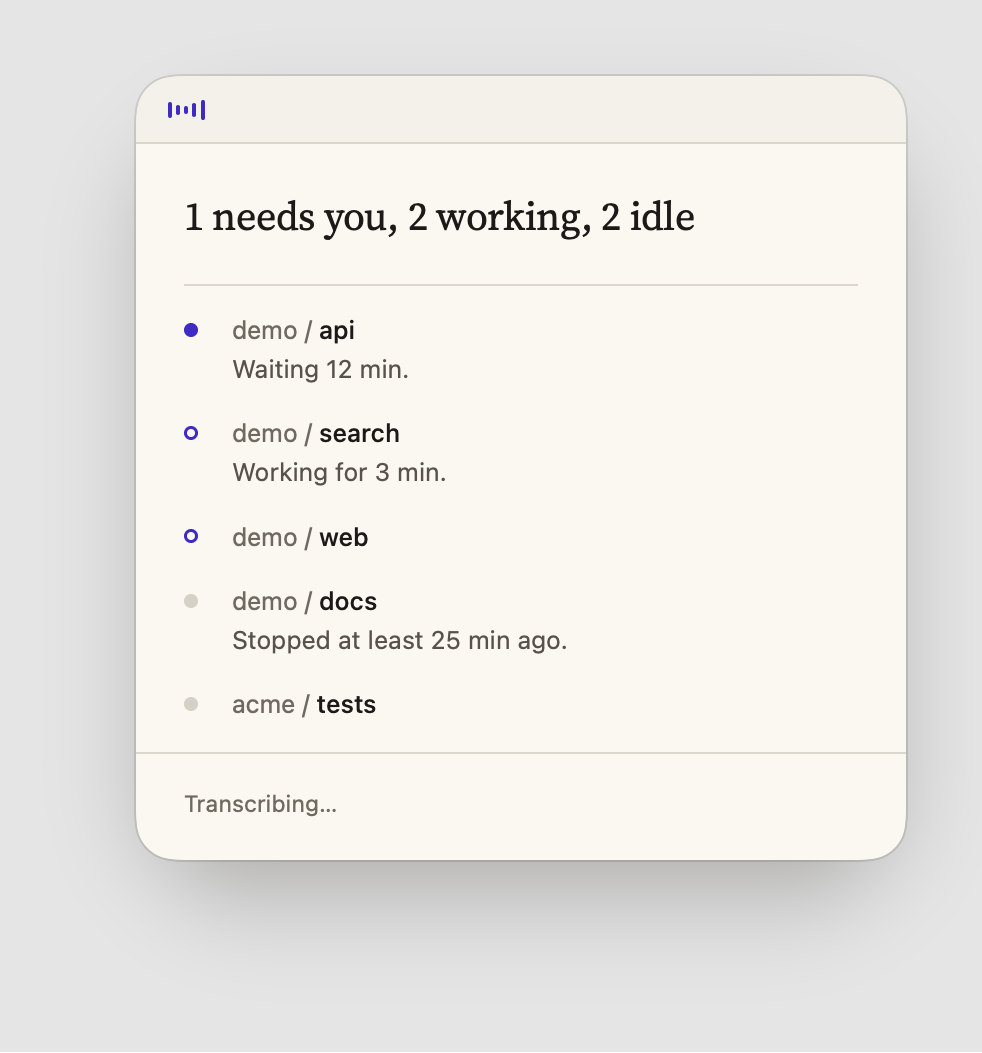 1 needs you, 2 working, 2 idle
demo / api
Waiting 12 min.
demo / search
Working for 3 min.
demo / web
demo / docs
Stopped at least 25 min ago.
acme / tests
Transcribing…